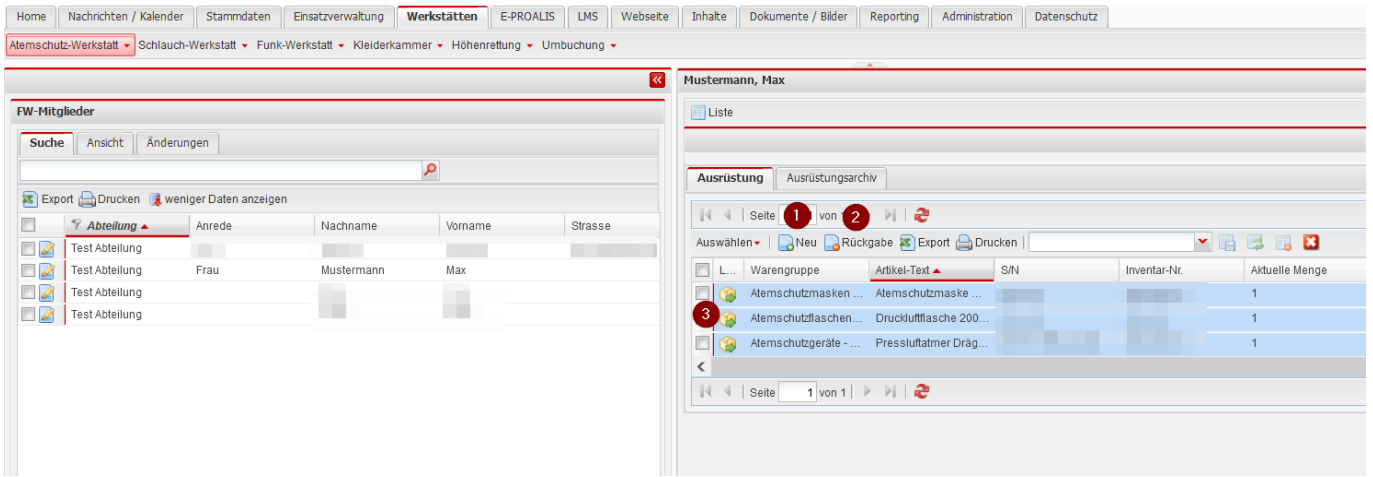 Home Nachrichten / Kalender Stammdaten Einsatzverwaltung Werkstätten E-PROALIS LMS Webseite Inhalte Dokumente / Bilder Reporting Administration Datenschutz
Atemschutz-Werkstatt Schlauch-Werkstatt Funk-Werkstatt Kleiderkammer Höhenrettung Umbuchung
FW-Mitglieder
Suche Ansicht Änderungen
Export Drucken weniger Daten anzeigen
Abteilung Anrede Nachname Vorname Strasse
Test Abteilung
Test Abteilung Frau Mustermann Max
Test Abteilung
Test Abteilung
Mustermann, Max
Liste
Ausrüstung Ausrüstungsarchiv
Seite 1 von 2
Auswählen Neu Rückgabe Export Drucken
L... Warengruppe Artikel-Text S/N Inventar-Nr. Aktuelle Menge
Atemschutzmasken ... Atemschutzmaske ... 1
3
Atemschutzflaschen... Druckluftflasche 200... 1
Atemschutzgeräte - ... Pressluftatmer Dräg... 1
Seite 1 von 1